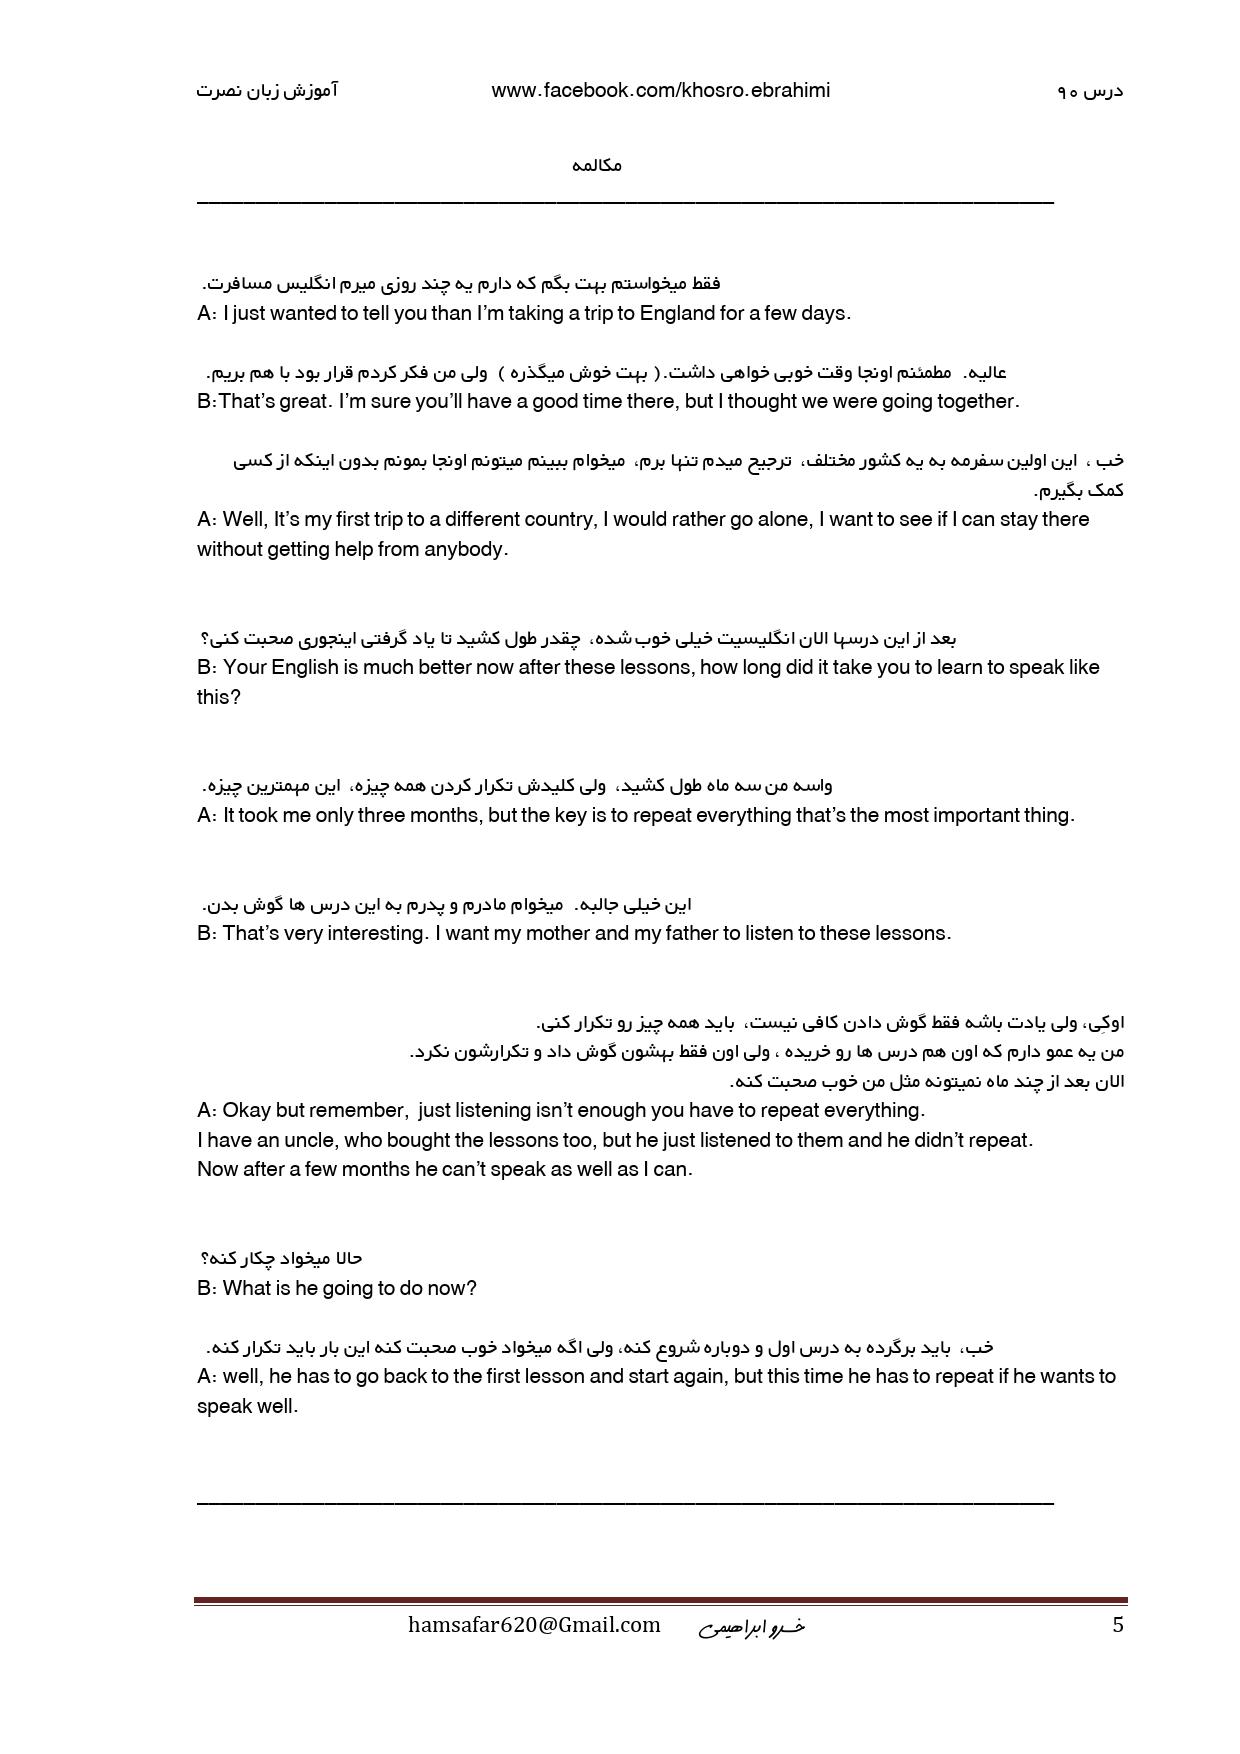 درس ۹۰ www.facebook.com/khosro.ebrahimi آموزش زبان نصرت
مکالمه
فقط میخواستم بهت بگم که دارم یه چند روزی میرم انگلیس مسافرت.
A: I just wanted to tell you than I’m taking a trip to England for a few days.
عالیه. مطمئنم اونجا وقت خوبی خواهی داشت.( بهت خوش میگذره ) ولی من فکر کردم قرار بود با هم بریم.
B:That’s great. I’m sure you’ll have a good time there, but I thought we were going together.
خب ، این اولین سفرمه به یه کشور مختلف، ترجیح میدم تنها برم، میخوام ببینم میتونم اونجا بمونم بدون اینکه از کسی
کمک بگیرم.
A: Well, It’s my first trip to a different country, I would rather go alone, I want to see if I can stay there
without getting help from anybody.
بعد از این درسها الان انگلیسیت خیلی خوب شده، چقدر طول کشید تا یاد گرفتی اینجوری صحبت کنی؟
B: Your English is much better now after these lessons, how long did it take you to learn to speak like
this?
واسه من سه ماه طول کشید، ولی کلیدش تکرار کردن همه چیزه، این مهمترین چیزه.
A: It took me only three months, but the key is to repeat everything that’s the most important thing.
این خیلی جالبه. میخوام مادرم و پدرم به این درس ها گوش بدن.
B: That’s very interesting. I want my mother and my father to listen to these lessons.
اوکِی، ولی یادت باشه فقط گوش دادن کافی نیست، باید همه چیز رو تکرار کنی.
من یه عمو دارم که اون هم درس ها رو خریده ، ولی اون فقط بهشون گوش داد و تکرارشون نکرد.
الان بعد از چند ماه نمیتونه مثل من خوب صحبت کنه.
A: Okay but remember, just listening isn’t enough you have to repeat everything.
I have an uncle, who bought the lessons too, but he just listened to them and he didn’t repeat.
Now after a few months he can’t speak as well as I can.
حالا میخواد چکار کنه؟
B: What is he going to do now?
خب، باید برگرده به درس اول و دوباره شروع کنه، ولی اگه میخواد خوب صحبت کنه این بار باید تکرار کنه.
A: well, he has to go back to the first lesson and start again, but this time he has to repeat if he wants to
speak well.
hamsafar620@Gmail.com خسرو ابراهیمی 5